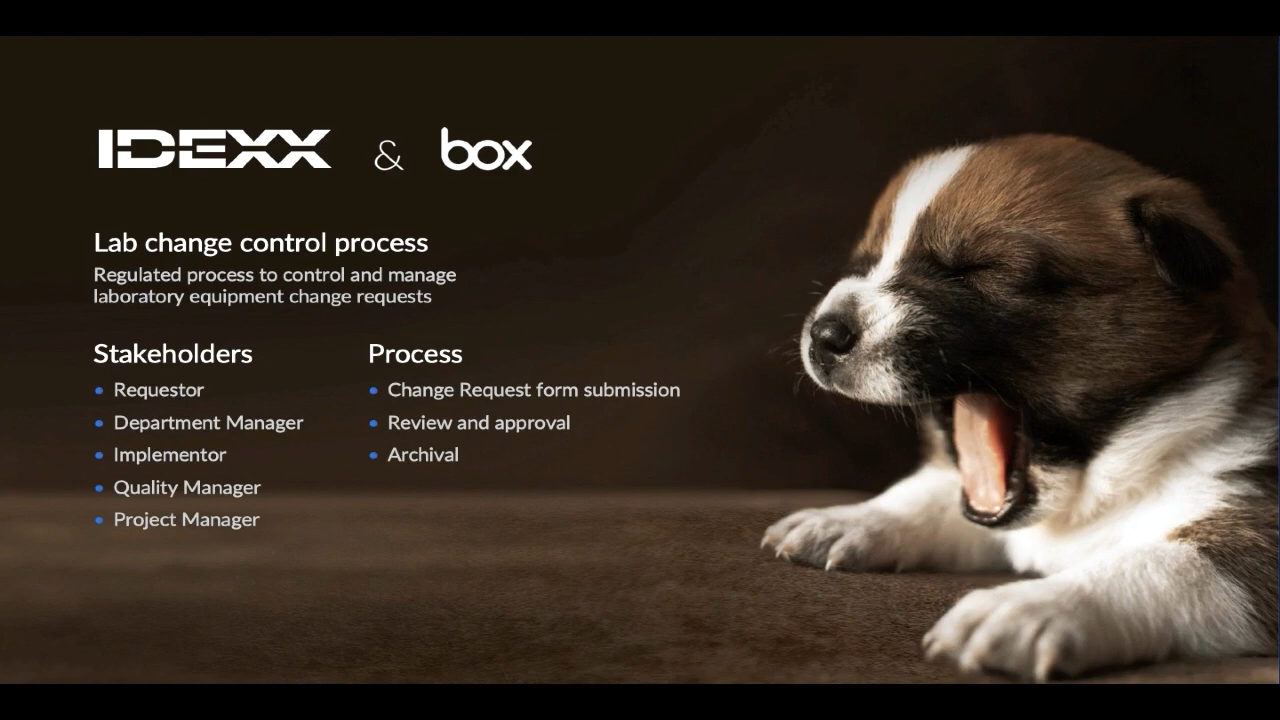 IDEXX & box
Lab change control process
Regulated process to control and manage
laboratory equipment change requests
Stakeholders
• Requestor
• Department Manager
• Implementor
• Quality Manager
• Project Manager
Process
• Change Request form submission
• Review and approval
• Archival